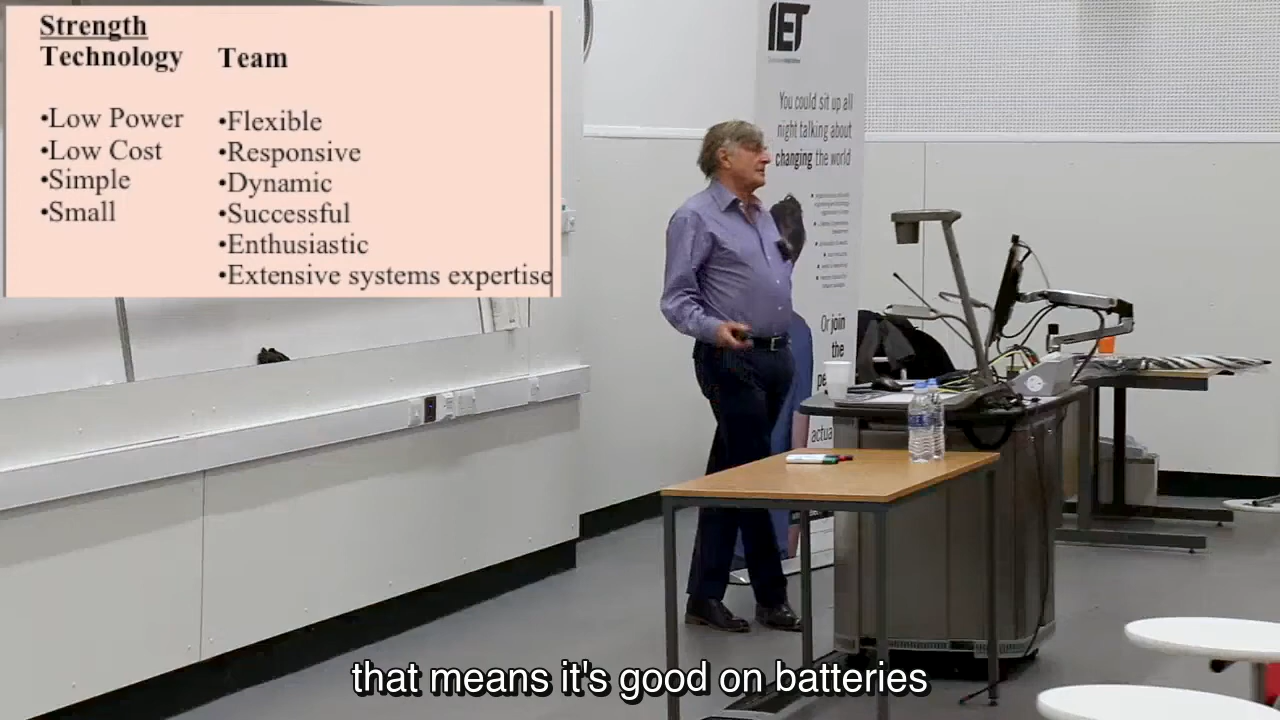 Strength
Technology Team
•Low Power
•Low Cost
•Simple
•Small
•Flexible
•Responsive
•Dynamic
•Successful
•Enthusiastic
•Extensive systems expertise
IET
You could sit up all
night talking about
changing the world
Or join
the
actua
that means it's good on batteries